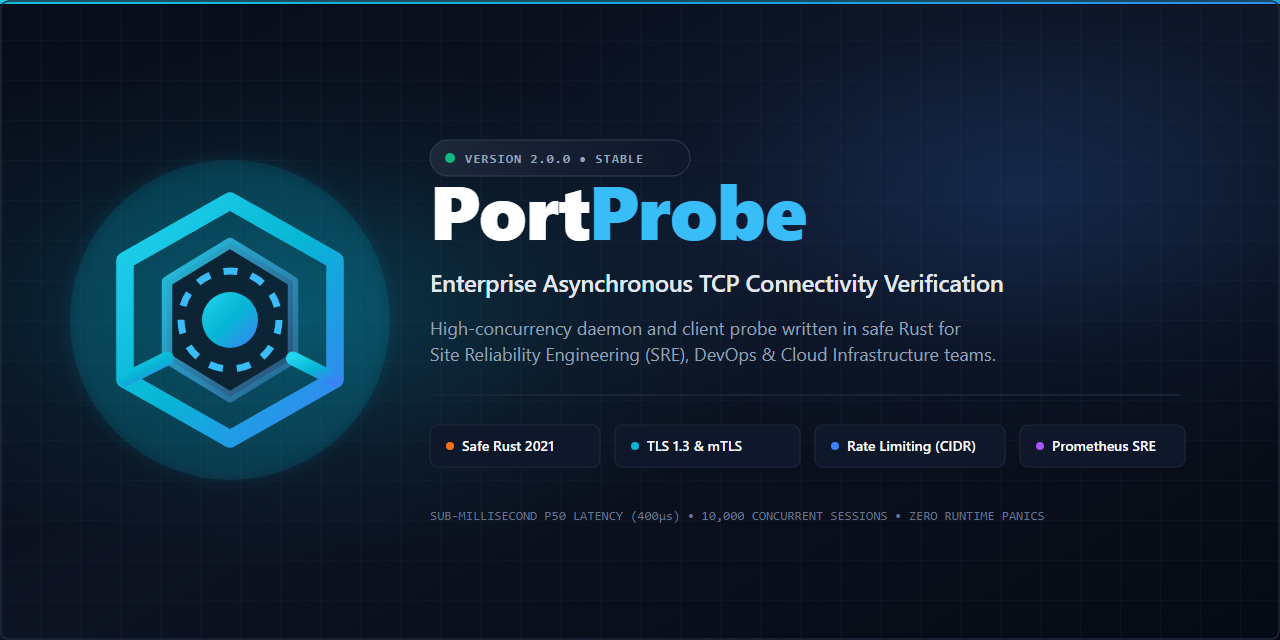 VERSION 2.0.0 • STABLE
PortProbe
Enterprise Asynchronous TCP Connectivity Verification
High-concurrency daemon and client probe written in safe Rust for
Site Reliability Engineering (SRE), DevOps & Cloud Infrastructure teams.
Safe Rust 2021
TLS 1.3 & mTLS
Rate Limiting (CIDR)
Prometheus SRE
SUB-MILLISECOND P50 LATENCY (400µs) • 10,000 CONCURRENT SESSIONS • ZERO RUNTIME PANICS